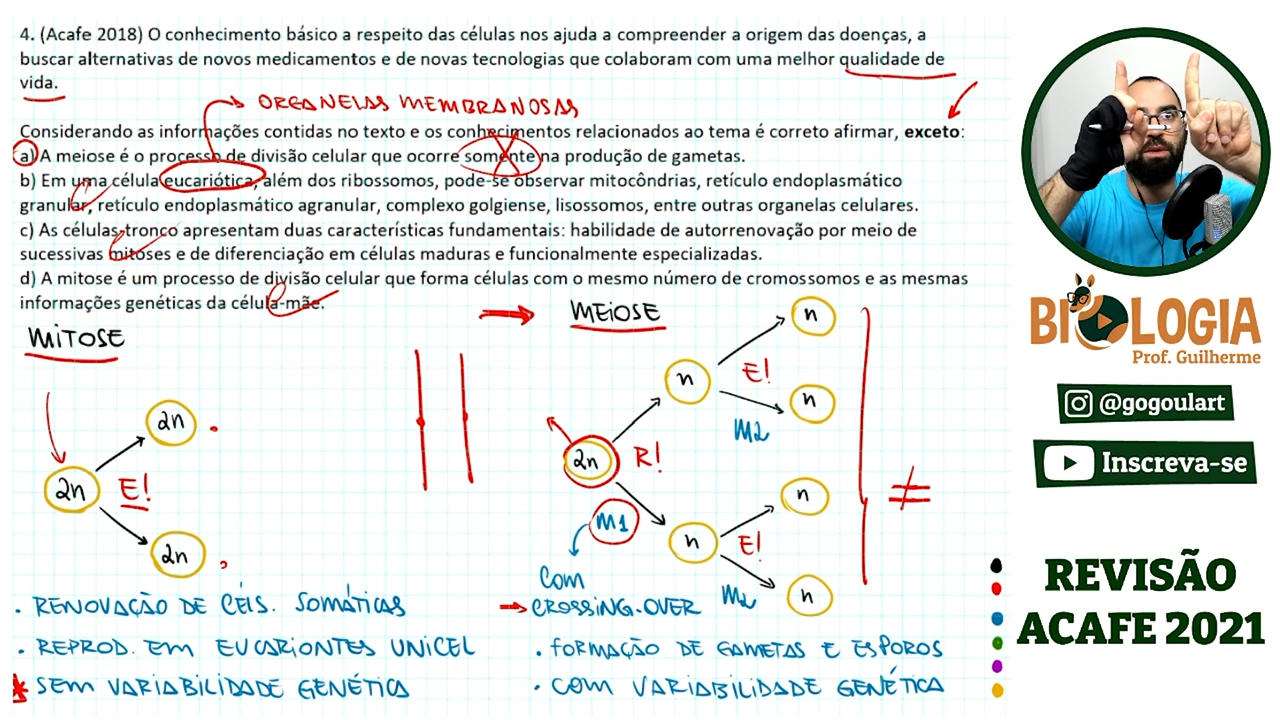 4. (Acafe 2018) O conhecimento básico a respeito das células nos ajuda a compreender a origem das doenças, a
buscar alternativas de novos medicamentos e de novas tecnologias que colaboram com uma melhor qualidade de
vida.
ORGANELAS MEMBRANOSAS
Considerando as informações contidas no texto e os conhecimentos relacionados ao tema é correto afirmar, exceto:
a) A meiose é o processo de divisão celular que ocorre somente na produção de gametas.
b) Em uma célula eucariótica, além dos ribossomos, pode-se observar mitocôndrias, retículo endoplasmático
granular, retículo endoplasmático agranular, complexo golgiense, lisossomos, entre outras organelas celulares.
c) As células-tronco apresentam duas características fundamentais: habilidade de autorrenovação por meio de
sucessivas mitoses e de diferenciação em células maduras e funcionalmente especializadas.
d) A mitose é um processo de divisão celular que forma células com o mesmo número de cromossomos e as mesmas
informações genéticas da célula-mãe.
MITOSE
2n
2n
E!
2n
. RENOVAÇÃO DE CÉLS. SOMÁTICAS
. REPROD. EM EUCARIONTES UNICEL
* SEM VARIABILIDADE GENÉTICA
MEIOSE
n
n
E!
n
M2
2n
R!
M1
n
n
E!
M2
n
≠
COM
CROSSING-OVER
. FORMAÇÃO DE GAMETAS E ESPOROS
. COM VARIABILIDADE GENÉTICA
BIOLOGIA
Prof. Guilherme
@gogoulart
Inscreva-se
REVISÃO
ACAFE 2021